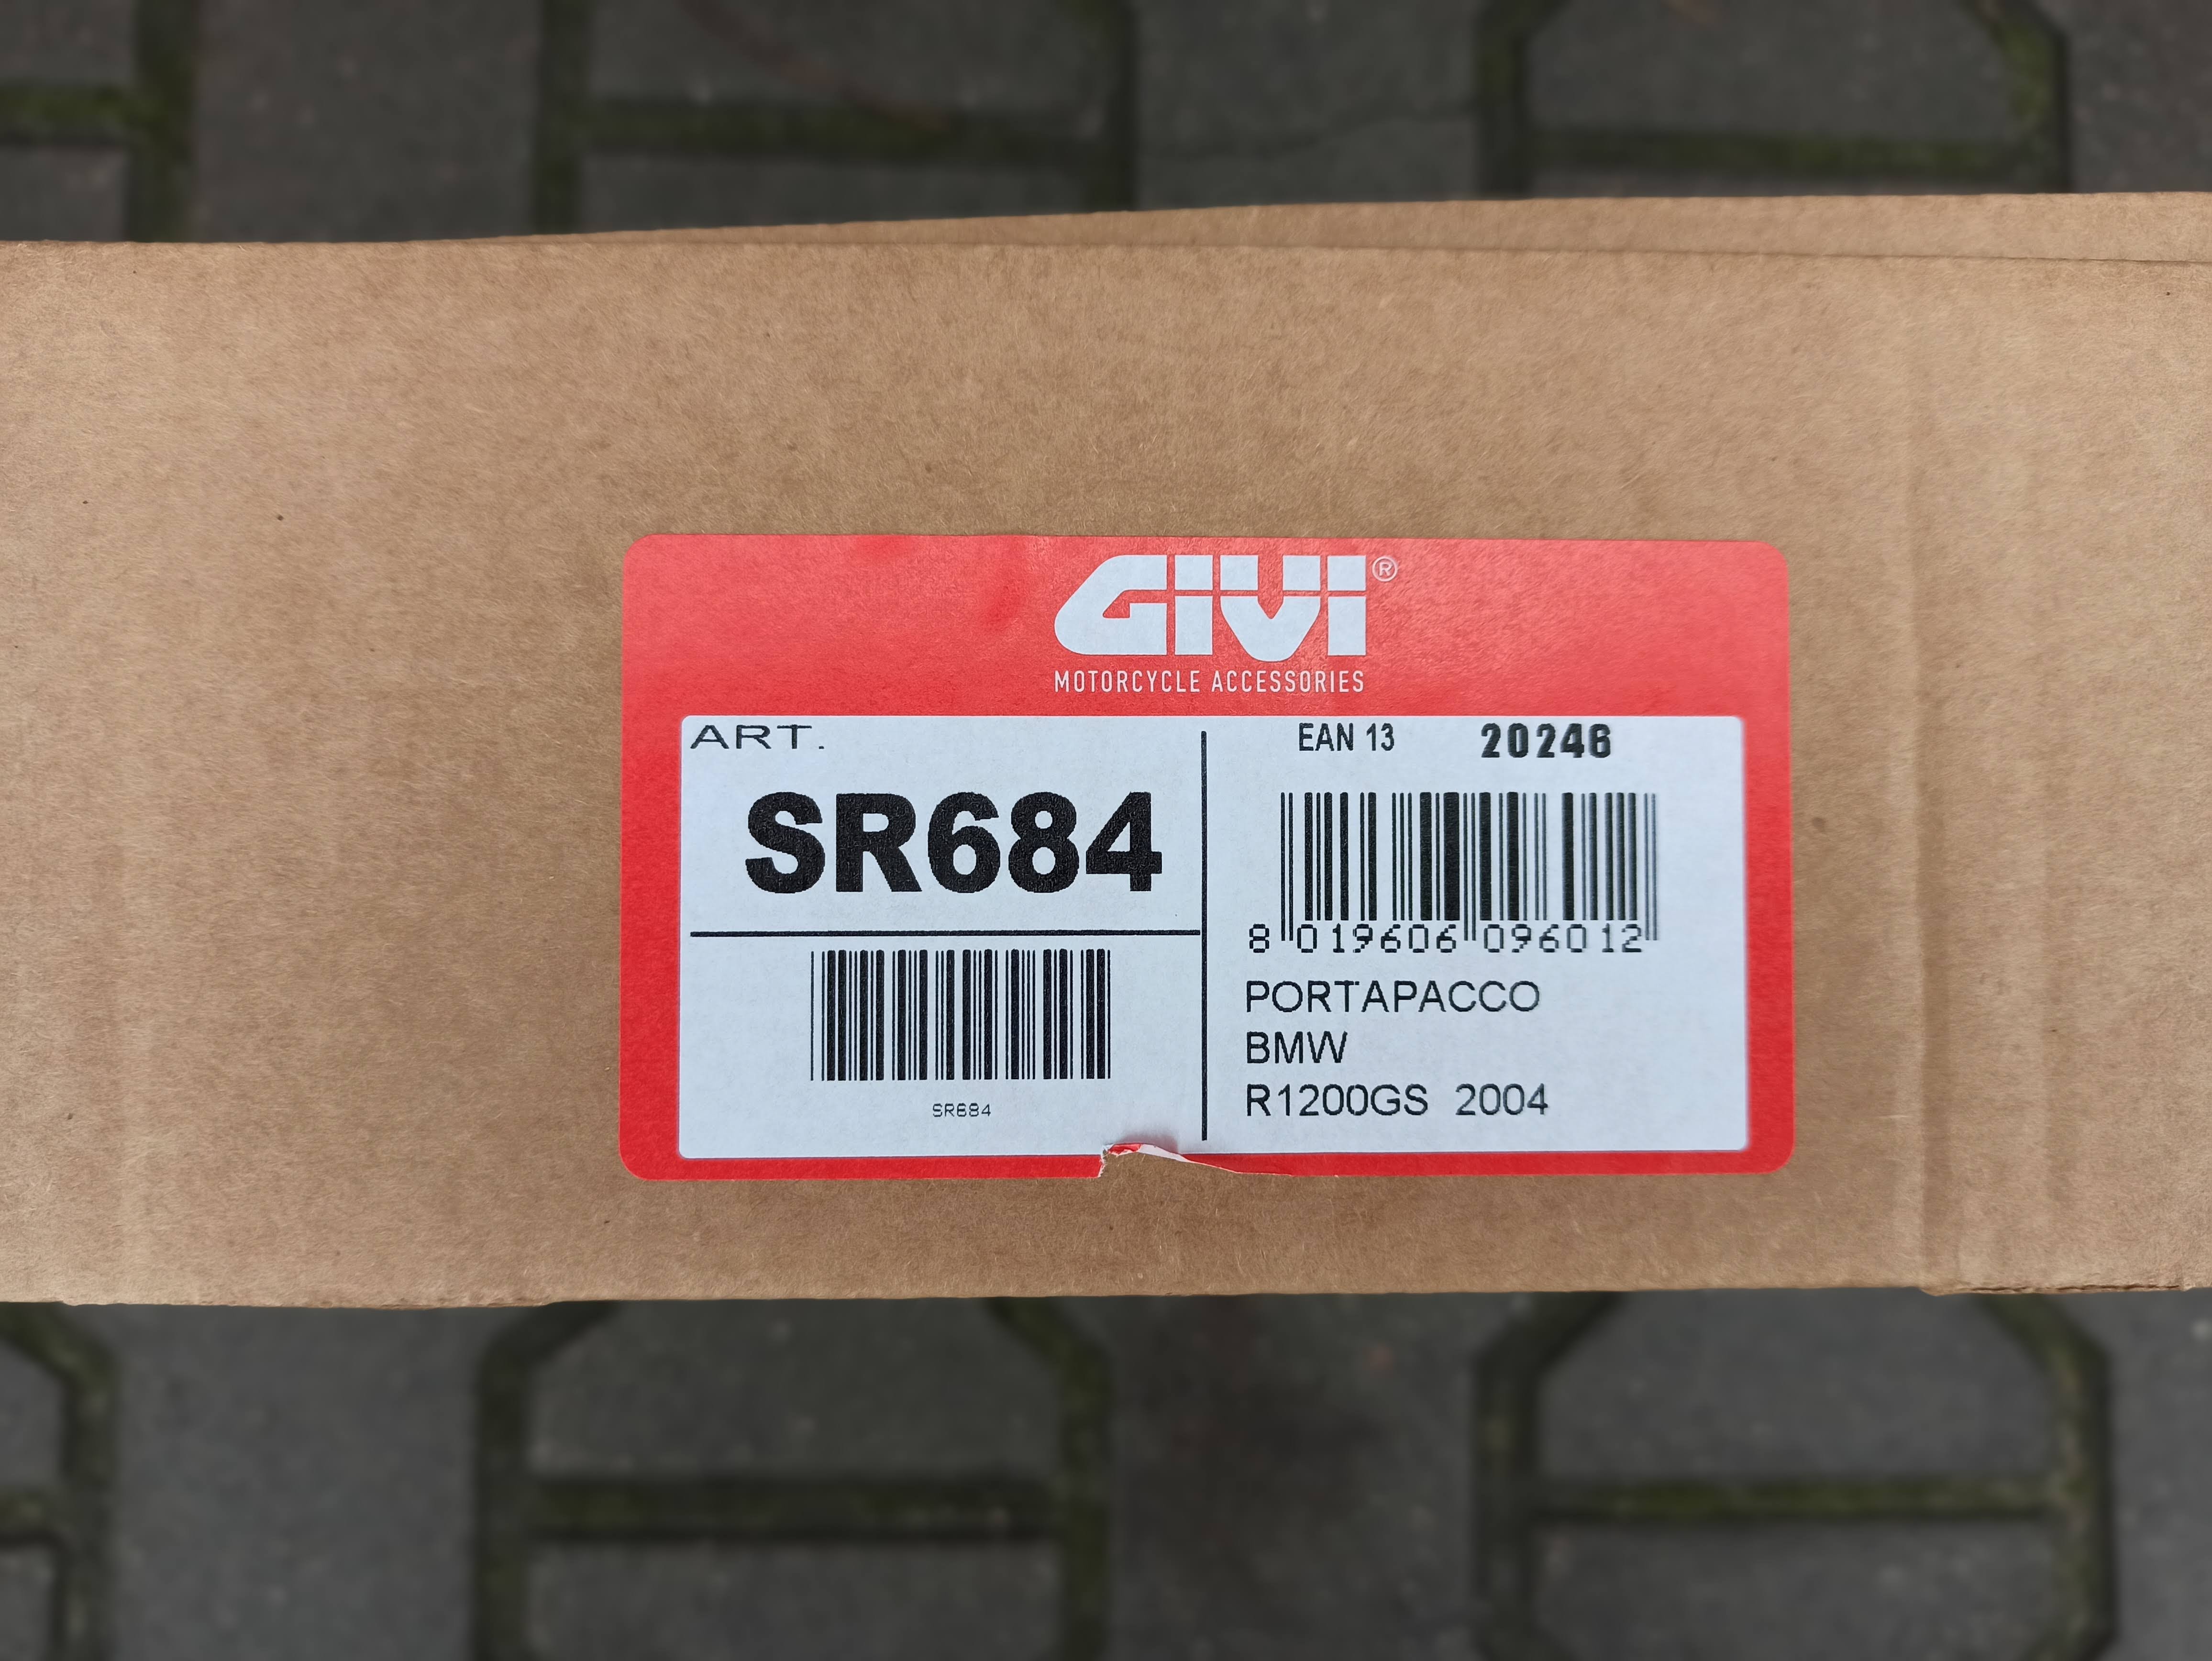 GIVI®
MOTORCYCLE ACCESSORIES
ART.
SR684
SR684
EAN 13 20246
8 019606 096012
PORTAPACCO
BMW
R1200GS 2004